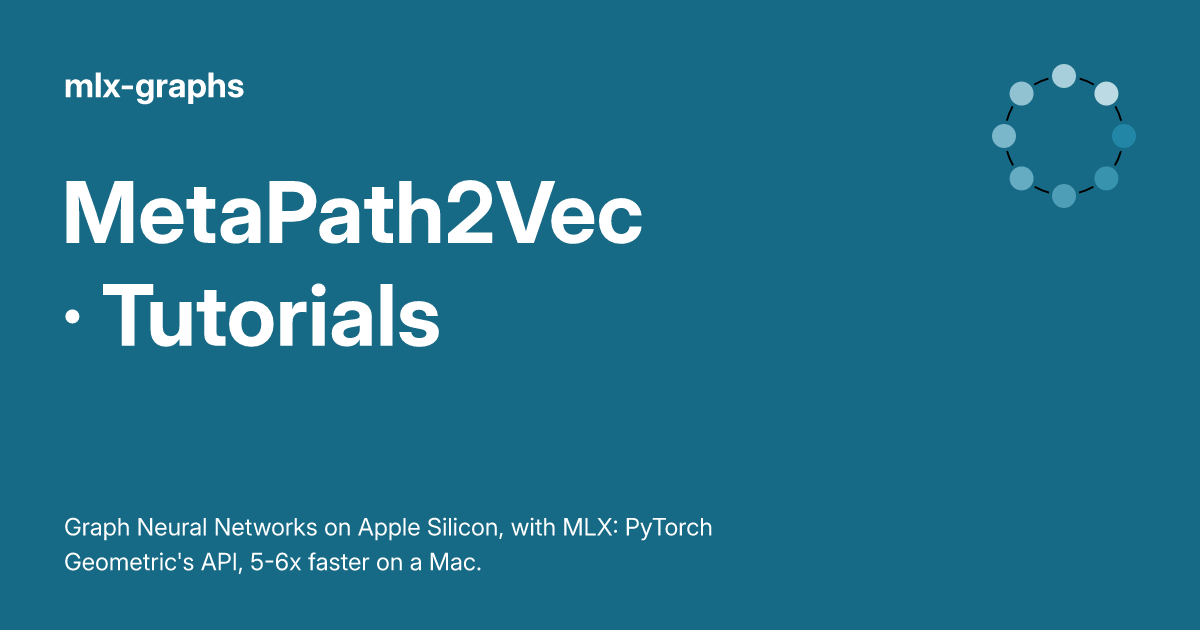 mlx-graphs
MetaPath2Vec
· Tutorials
Graph Neural Networks on Apple Silicon, with MLX: PyTorch
Geometric's API, 5-6x faster on a Mac.